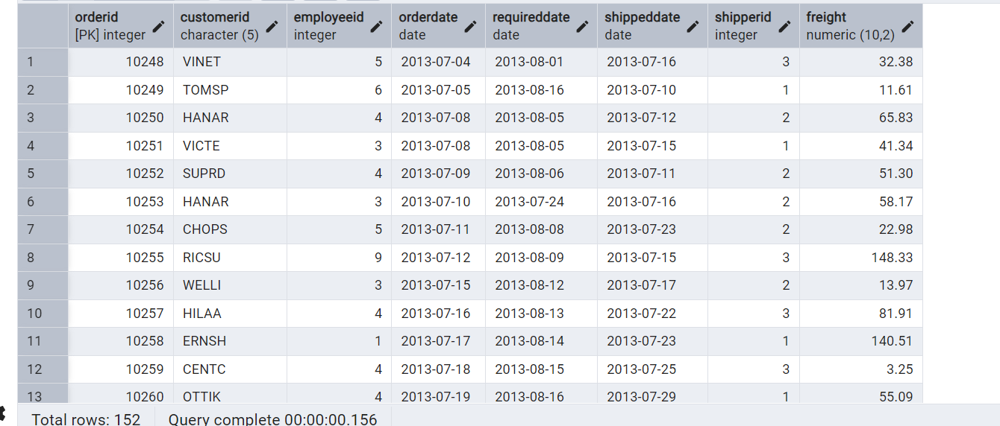 orderid customerid employeeid orderdate requireddate shippeddate shipperid freight
[PK] integer character (5) integer date date date integer numeric (10,2)
1 10248 VINET 5 2013-07-04 2013-08-01 2013-07-16 3 32.38
2 10249 TOMSP 6 2013-07-05 2013-08-16 2013-07-10 1 11.61
3 10250 HANAR 4 2013-07-08 2013-08-05 2013-07-12 2 65.83
4 10251 VICTE 3 2013-07-08 2013-08-05 2013-07-15 1 41.34
5 10252 SUPRD 4 2013-07-09 2013-08-06 2013-07-11 2 51.30
6 10253 HANAR 3 2013-07-10 2013-07-24 2013-07-16 2 58.17
7 10254 CHOPS 5 2013-07-11 2013-08-08 2013-07-23 2 22.98
8 10255 RICSU 9 2013-07-12 2013-08-09 2013-07-15 3 148.33
9 10256 WELLI 3 2013-07-15 2013-08-12 2013-07-17 2 13.97
10 10257 HILAA 4 2013-07-16 2013-08-13 2013-07-22 3 81.91
11 10258 ERNSH 1 2013-07-17 2013-08-14 2013-07-23 1 140.51
12 10259 CENTC 4 2013-07-18 2013-08-15 2013-07-25 3 3.25
13 10260 OTTIK 4 2013-07-19 2013-08-16 2013-07-29 1 55.09
Total rows: 152 Query complete 00:00:00.156